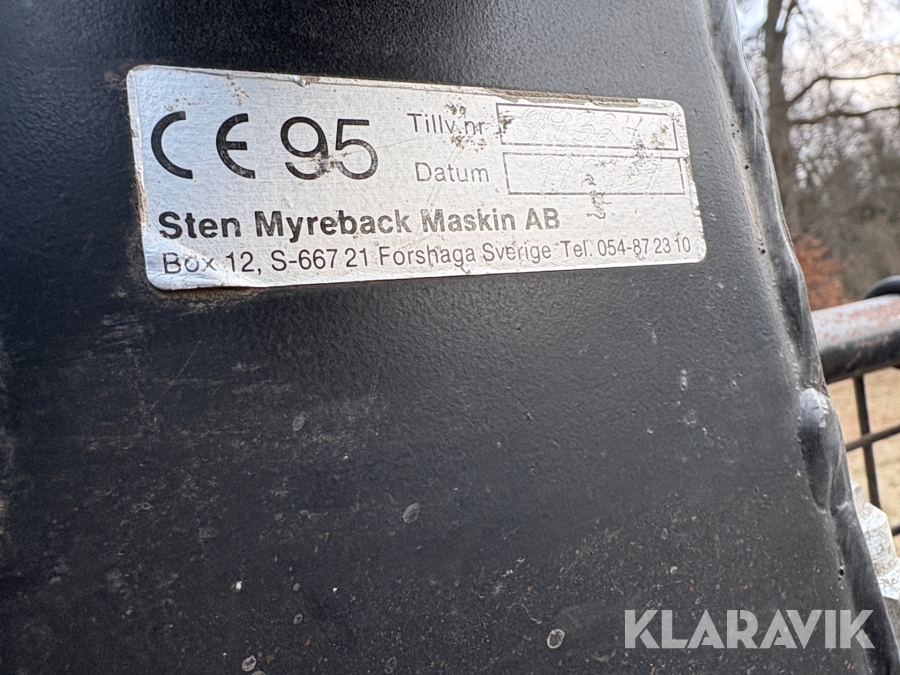 CE 95 Tillv.nr 99324
Datum
Sten Myreback Maskin AB
Box 12, S-667 21 Forshaga Sverige Tel. 054-87 23 10
KLARAVIK